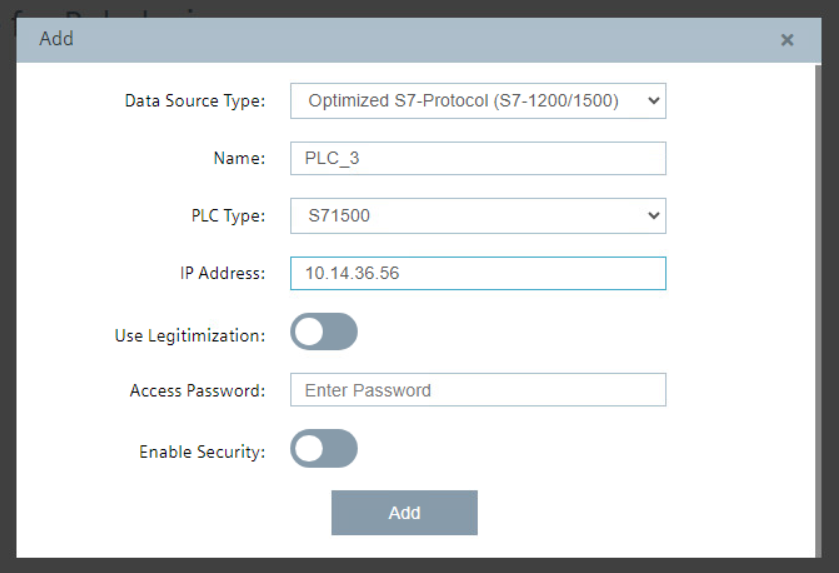 Add
×
Data Source Type: Optimized S7-Protocol (S7-1200/1500)
Name: PLC_3
PLC Type: S71500
IP Address: 10.14.36.56
Use Legitimization:
Access Password: Enter Password
Enable Security:
Add